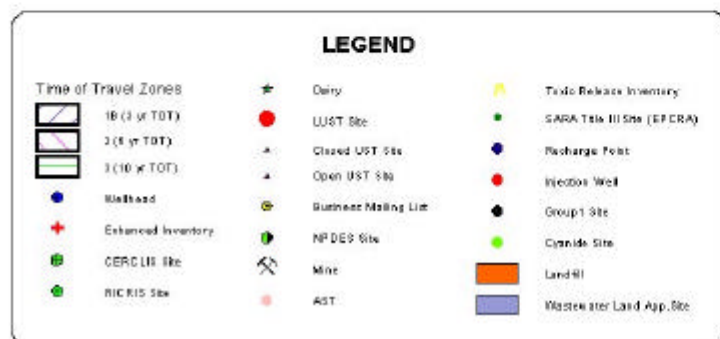 LEGEND
Time of Travel Zones
1B (3 yr TOT)
2 (6 yr TOT)
3 (10 yr TOT)
Wellhead
Enhanced Inventory
CERCLIS Site
RICRIS Site
Dairy
LUST Site
Closed UST Site
Open UST Site
Business Mailing List
NPDES Site
Mine
AST
Toxic Release Inventory
SARA Title III Site (EPCRA)
Recharge Point
Injection Well
Group1 Site
Cyanide Site
Landfill
Wastewater Land App. Site